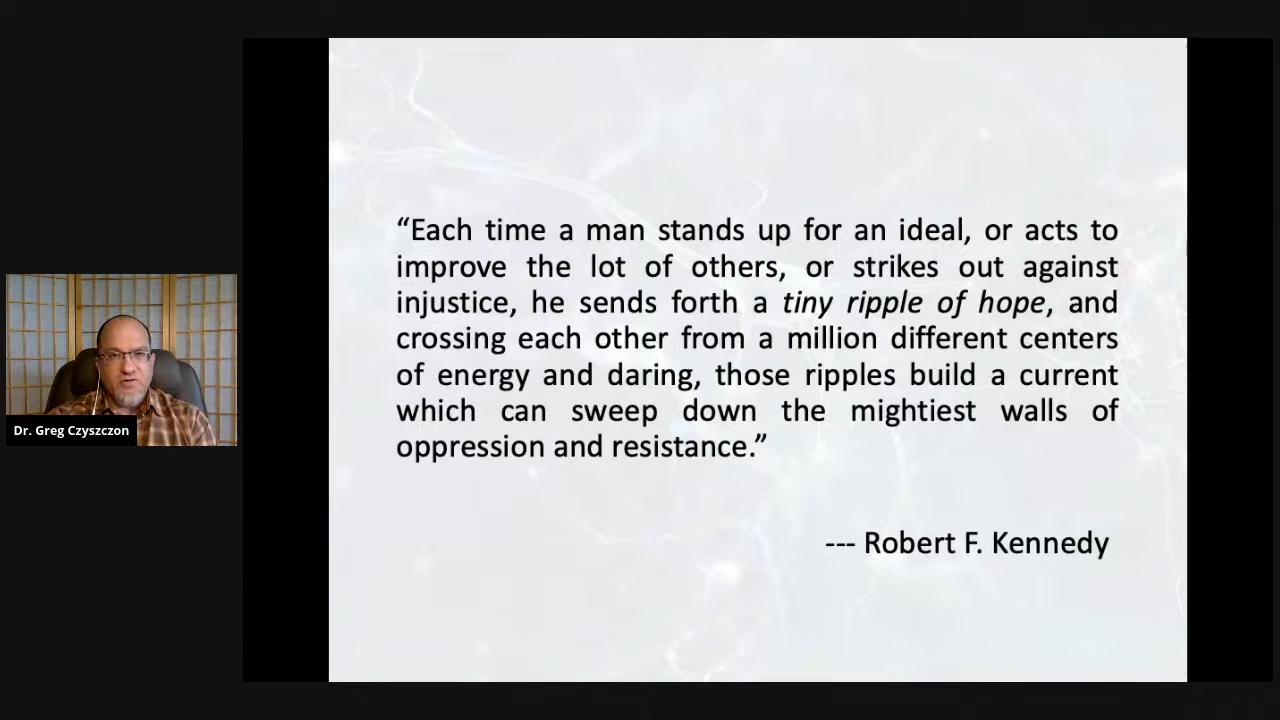 “Each time a man stands up for an ideal, or acts to
improve the lot of others, or strikes out against
injustice, he sends forth a tiny ripple of hope, and
crossing each other from a million different centers
of energy and daring, those ripples build a current
which can sweep down the mightiest walls of
oppression and resistance.”
--- Robert F. Kennedy
Dr. Greg Czyszczon